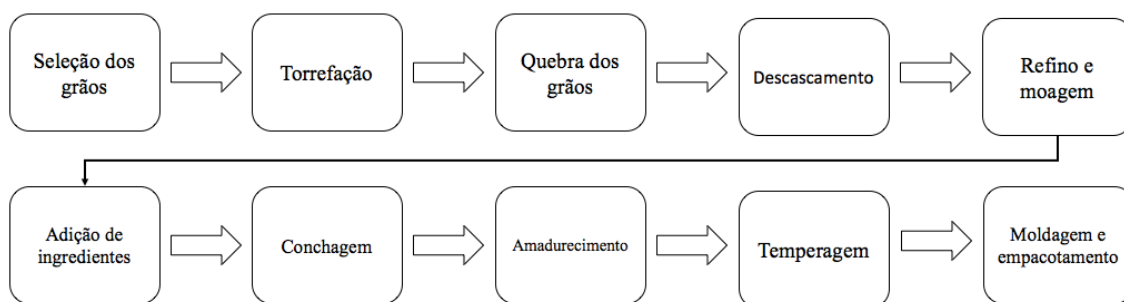 Seleção dos
grãos
Torrefação
Quebra dos
grãos
Descascamento
Refino e
moagem
Adição de
ingredientes
Conchagem
Amadurecimento
Temperagem
Moldagem e
empacotamento